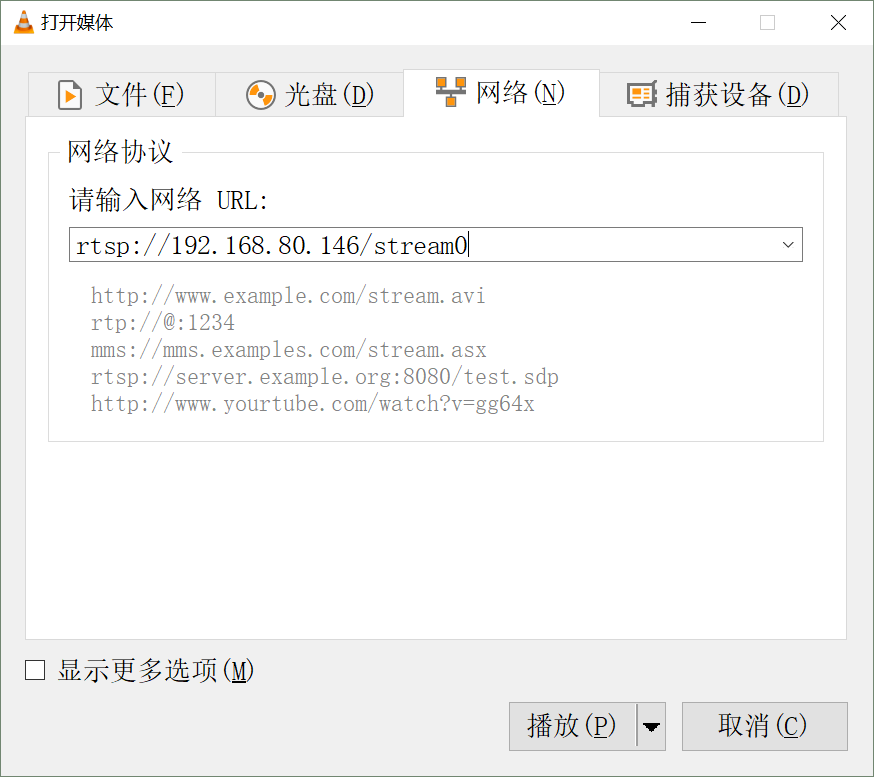 打开媒体
文件(F)
光盘(D)
网络(N)
捕获设备(D)
网络协议
请输入网络 URL:
rtsp://192.168.80.146/stream0
http://www.example.com/stream.avi
rtp://@:1234
mms://mms.examples.com/stream.asx
rtsp://server.example.org:8080/test.sdp
http://www.yourtube.com/watch?v=gg64x
显示更多选项(M)
播放(P)
取消(C)